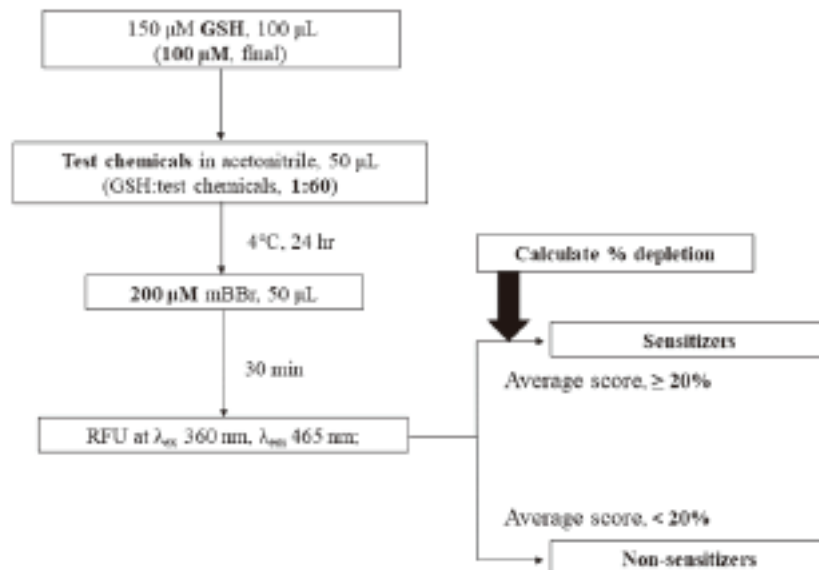 150 µM GSH, 100 µL
(100 µM, final)
Test chemicals in acetonitrile, 50 µL
(GSH:test chemicals, 1:60)
4°C, 24 hr
200 µM mBBr, 50 µL
30 min
RFU at λex 360 nm, λem 465 nm;
Calculate % depletion
Sensitizers
Average score, ≥ 20%
Average score, < 20%
Non-sensitizers